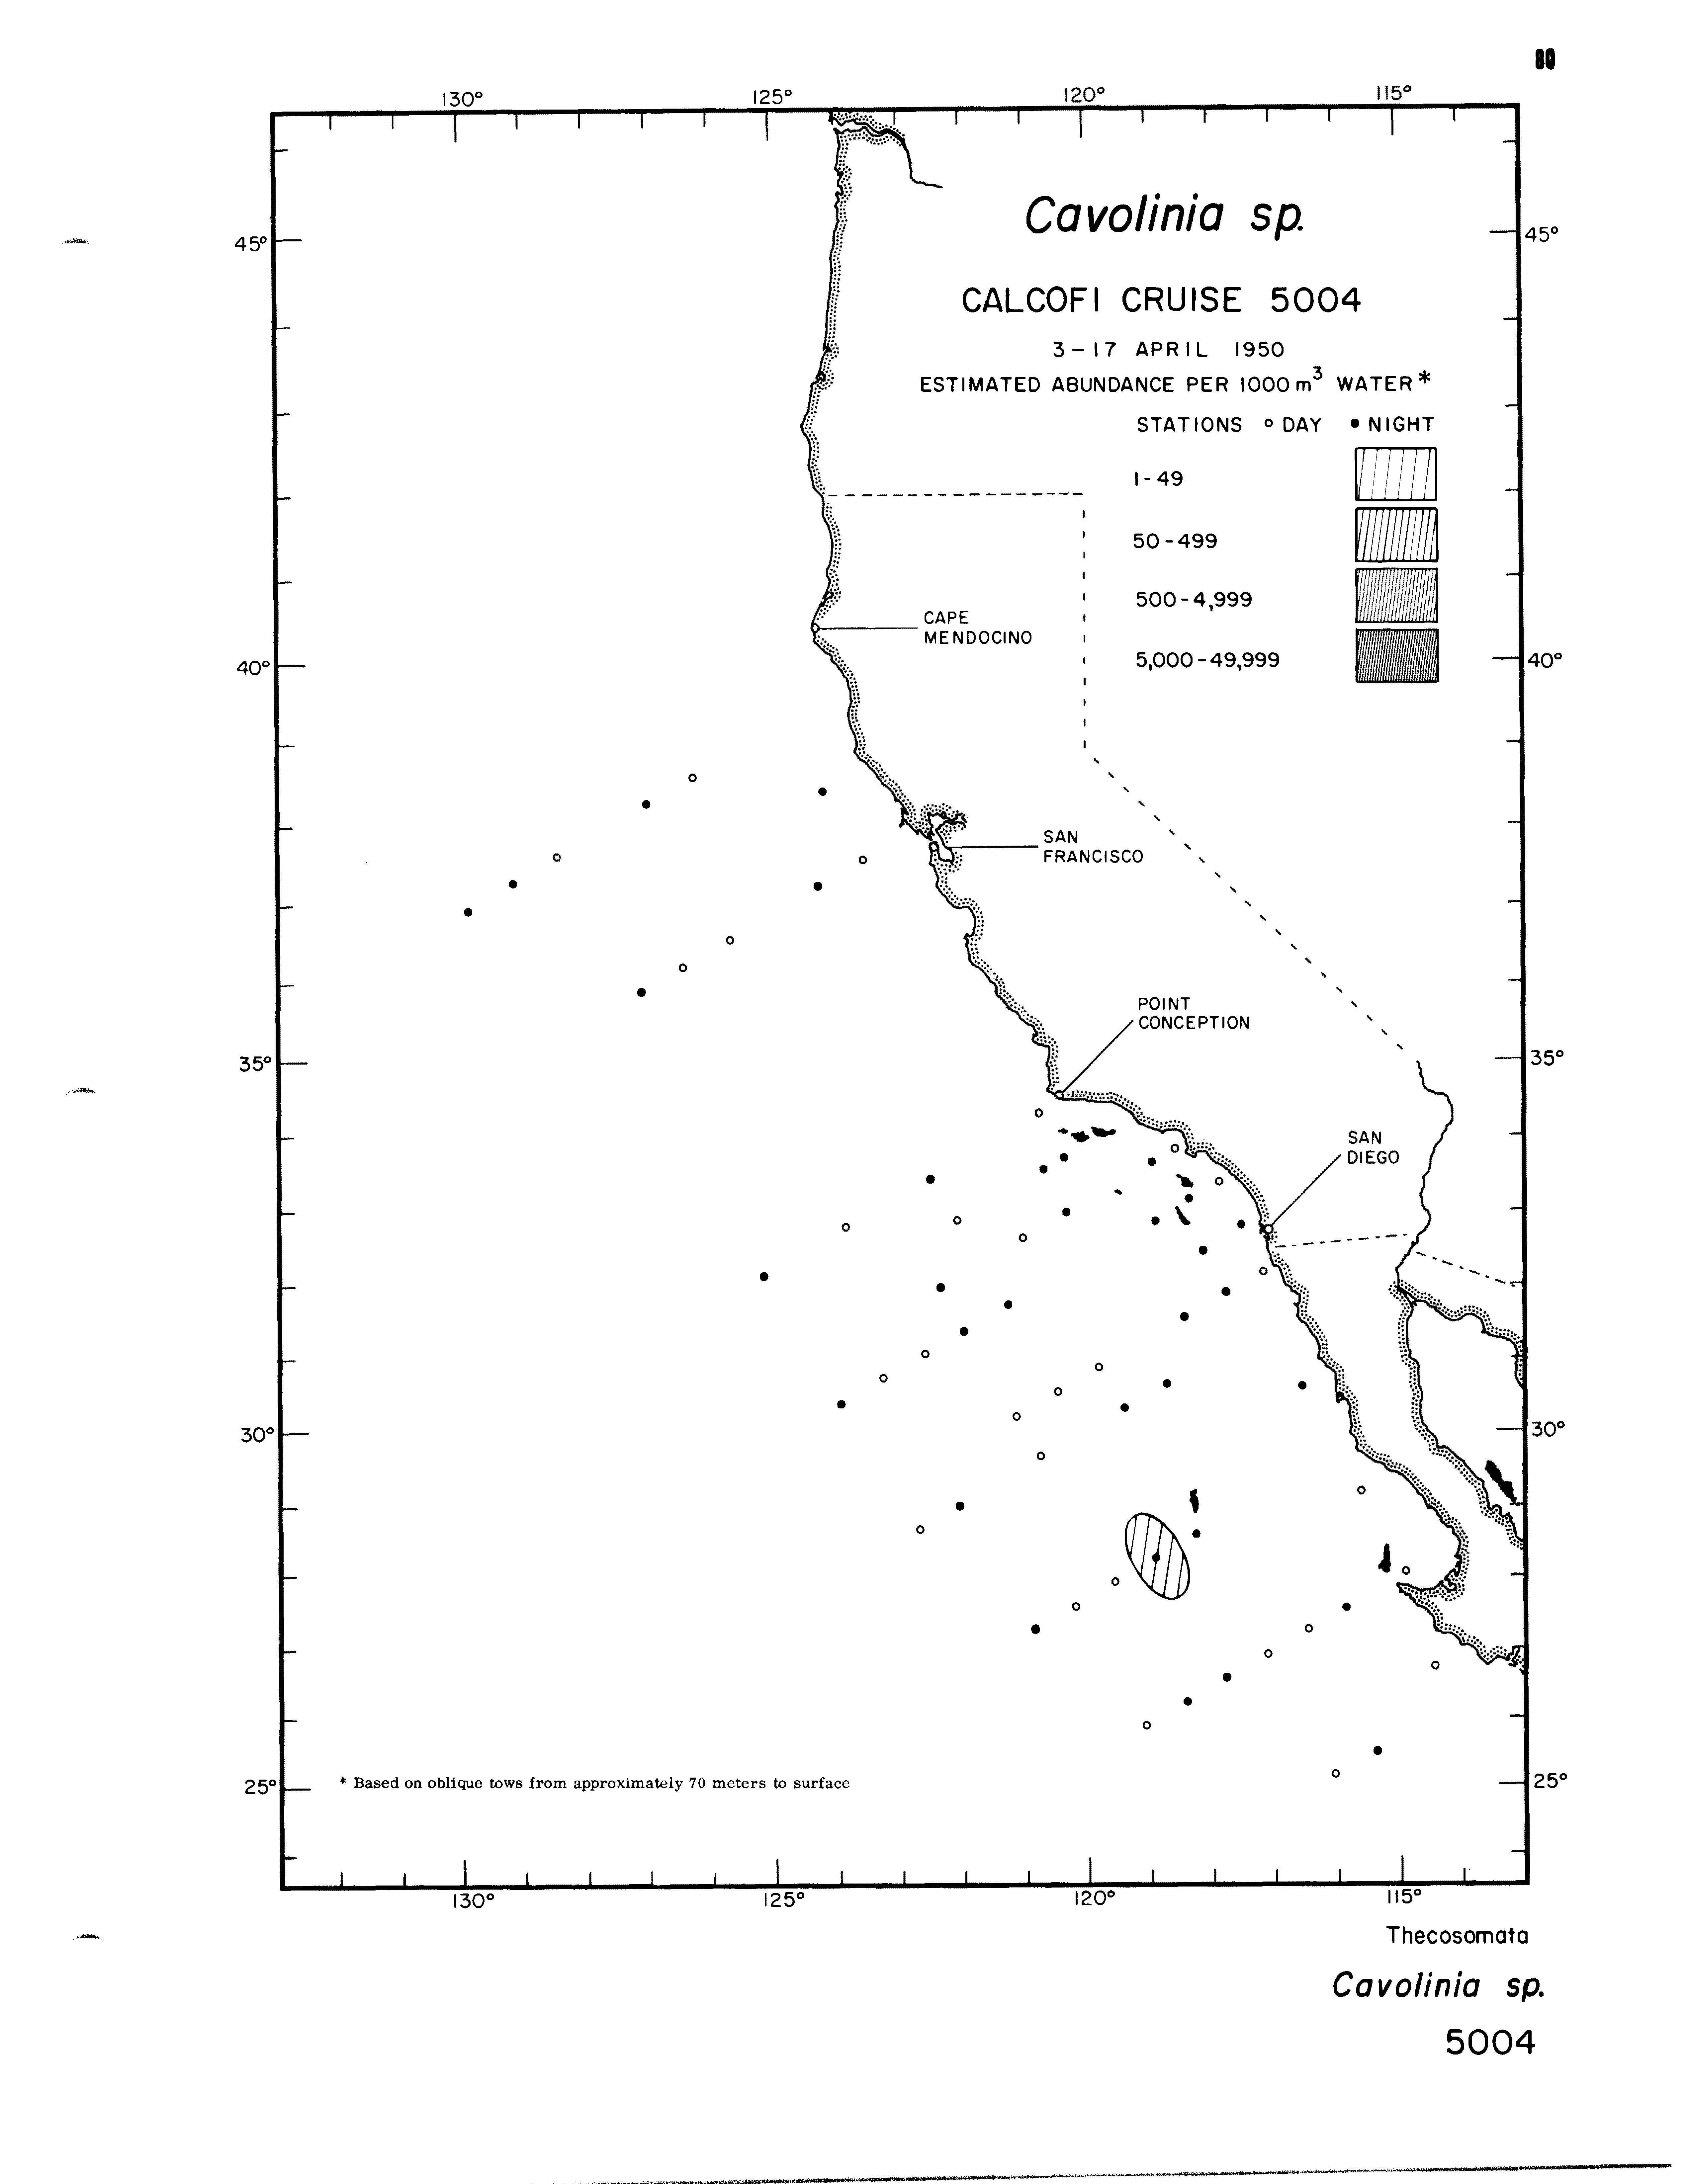 80
130° 125° 120° 115°
Cavolinia sp.
45° 45°
CALCOFI CRUISE 5004
3-17 APRIL 1950
ESTIMATED ABUNDANCE PER 1000 m³ WATER*
STATIONS ○ DAY ● NIGHT
1-49
50-499
500-4,999
CAPE
MENDOCINO
5,000-49,999
40° 40°
SAN
FRANCISCO
POINT
CONCEPTION
35° 35°
SAN
DIEGO
30° 30°
25° 25°
* Based on oblique tows from approximately 70 meters to surface
130° 125° 120° 115°
Thecosomata
Cavolinia sp.
5004